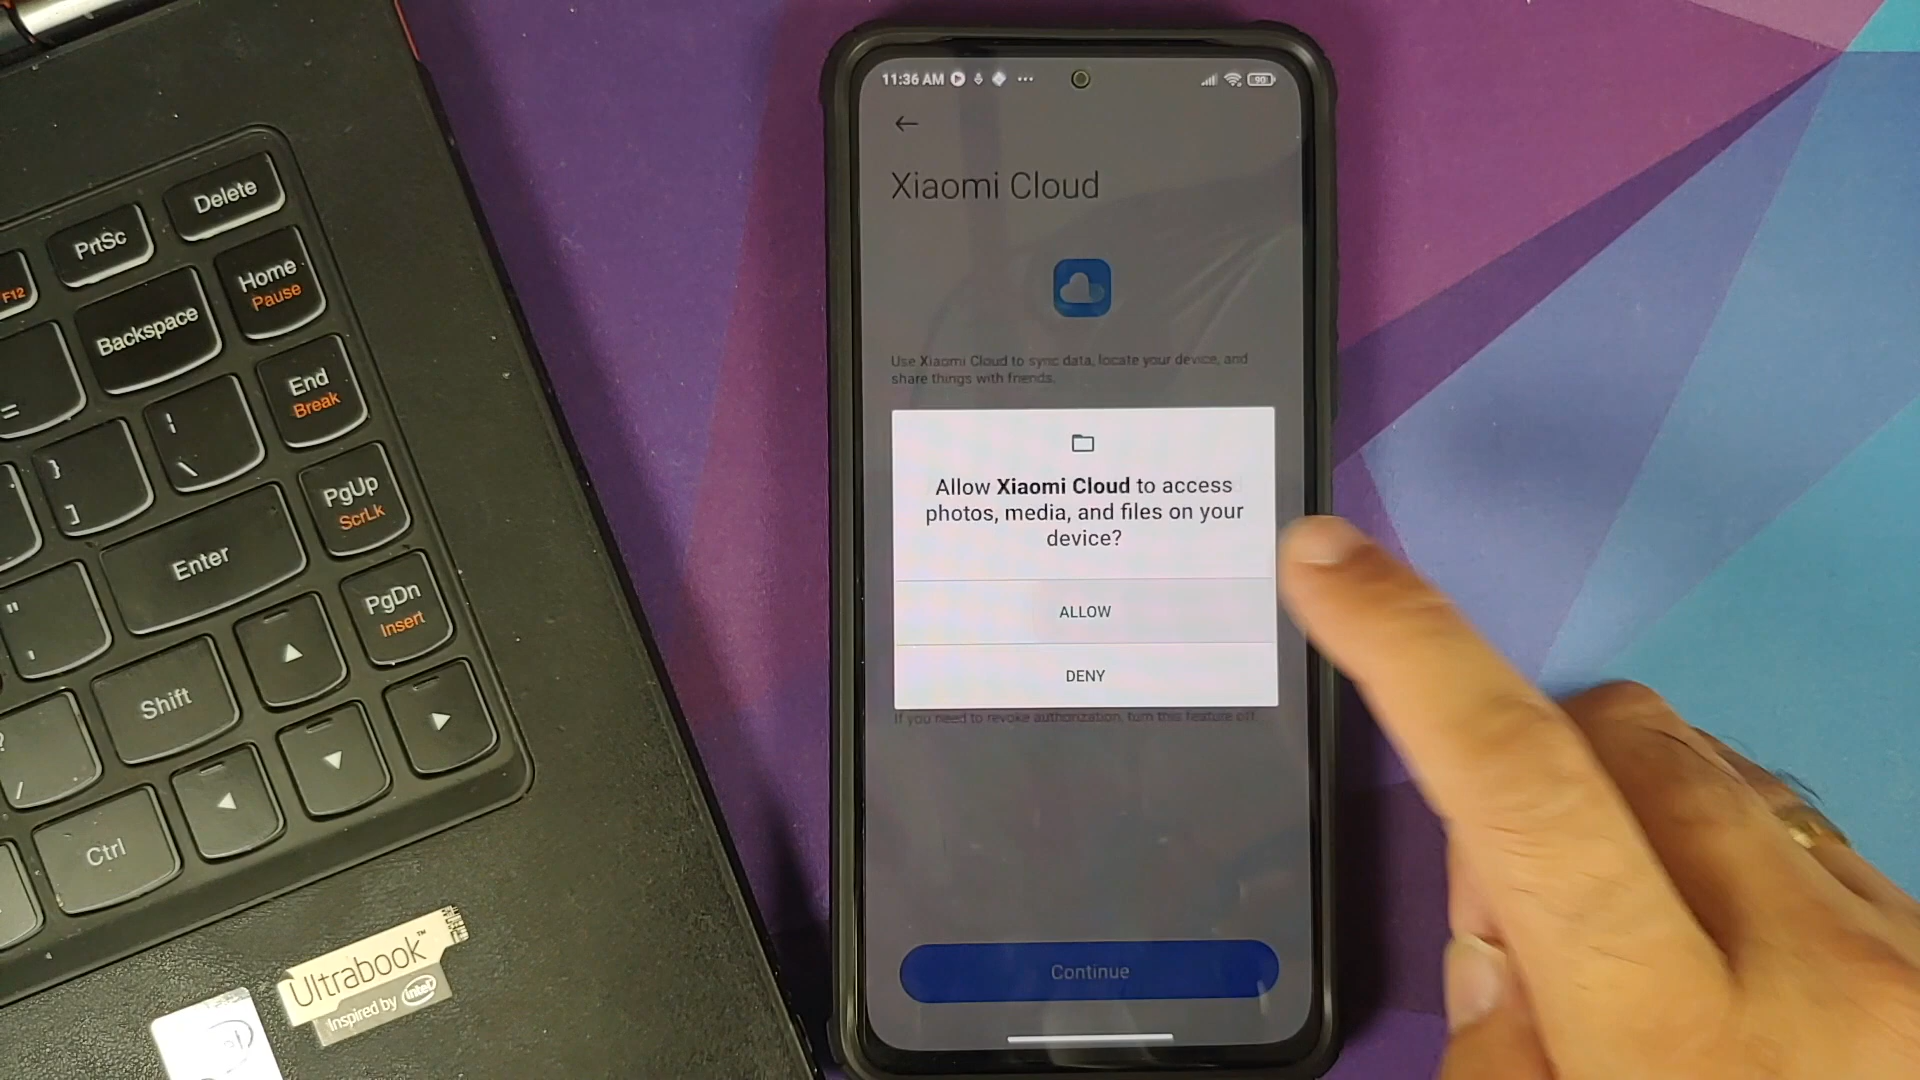 Delete
PrtSc
F12
Home
Pause
Backspace
End
Break
=
|
\
}
]
PgUp
ScrLk
Enter
PgDn
Insert
"
'
Shift
?
/
Ctrl
Ultrabook™
Inspired by intel
11:36 AM
90
Xiaomi Cloud
Use Xiaomi Cloud to sync data, locate your device, and
share things with friends.
Allow Xiaomi Cloud to access
photos, media, and files on your
device?
ALLOW
DENY
If you need to revoke authorization, turn this feature off.
Continue